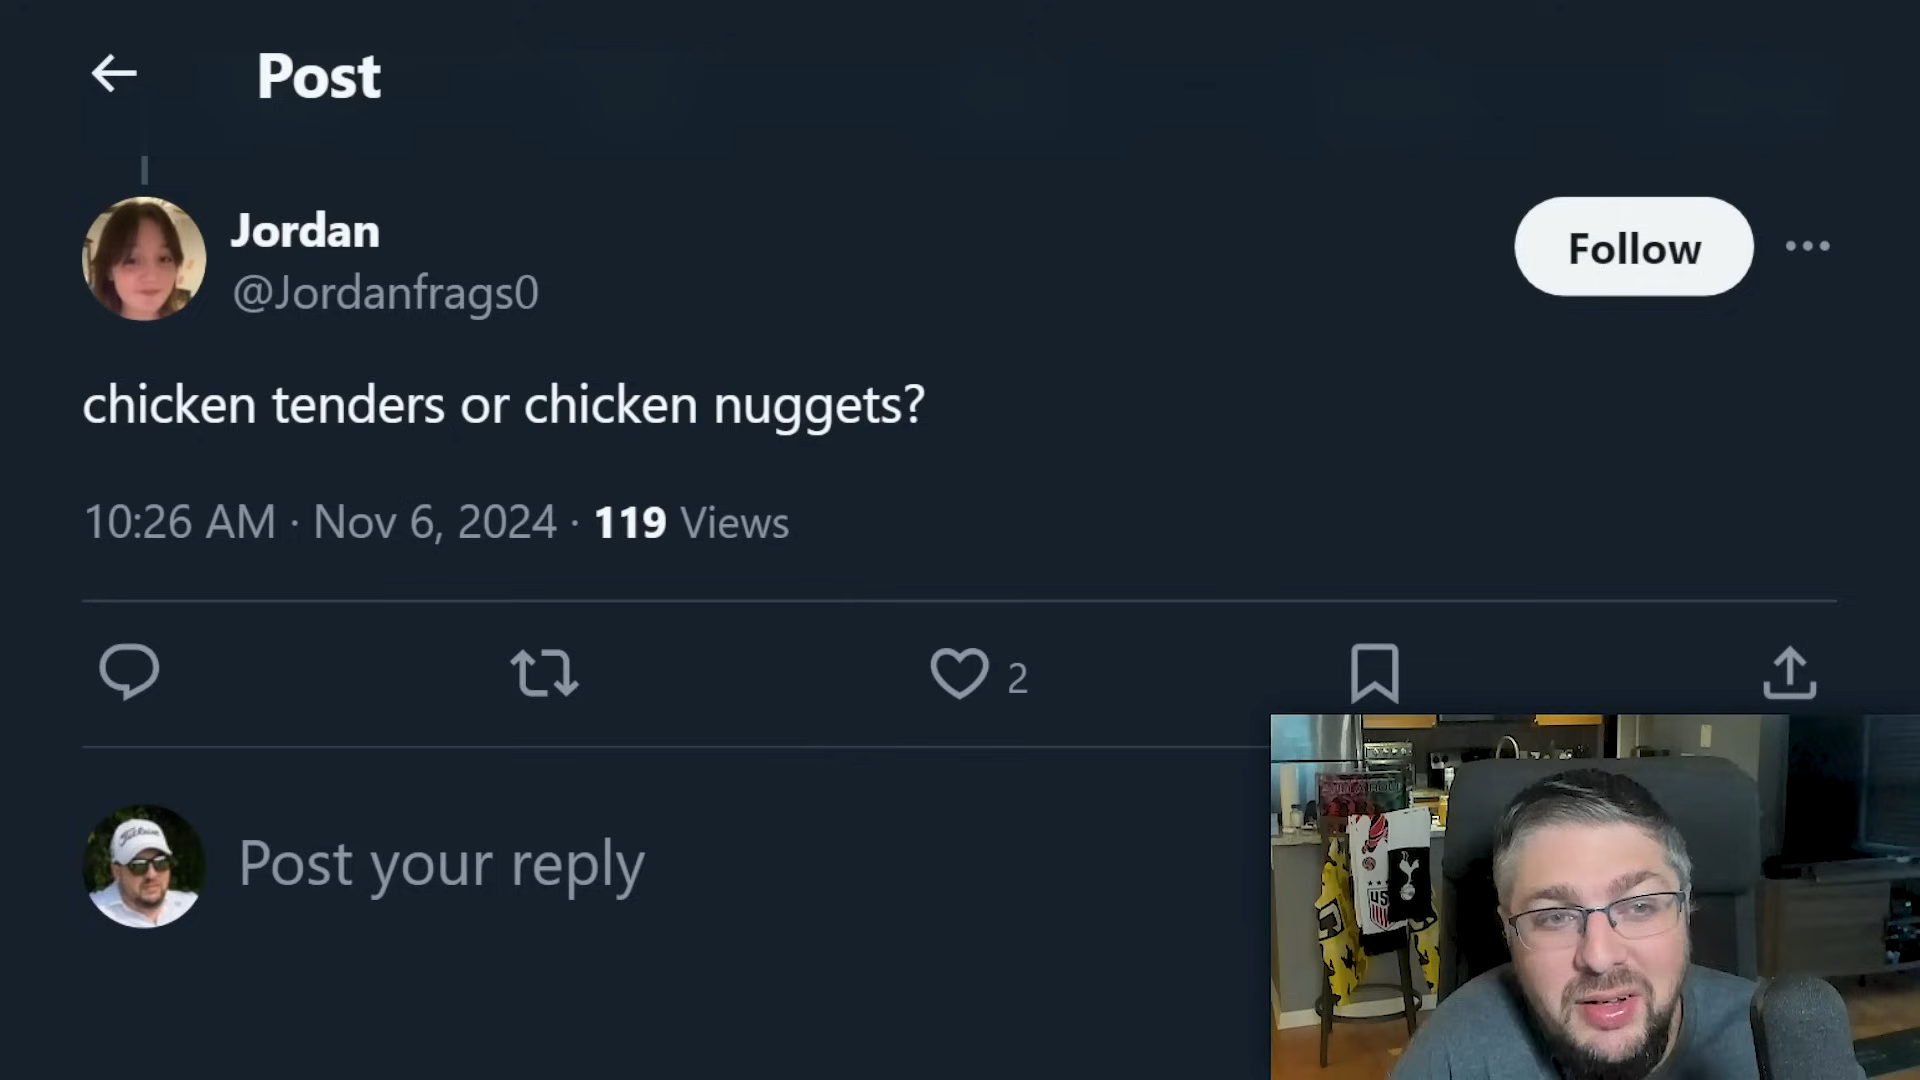 Post
Jordan
@Jordanfrags0
Follow
chicken tenders or chicken nuggets?
10:26 AM · Nov 6, 2024 · 119 Views
2
Post your reply